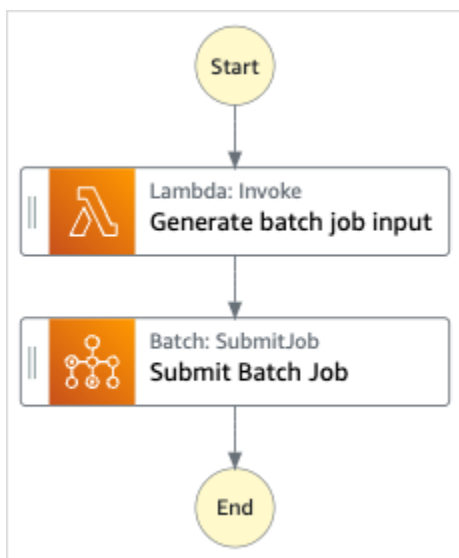 Start
Lambda: Invoke
Generate batch job input
Batch: SubmitJob
Submit Batch Job
End